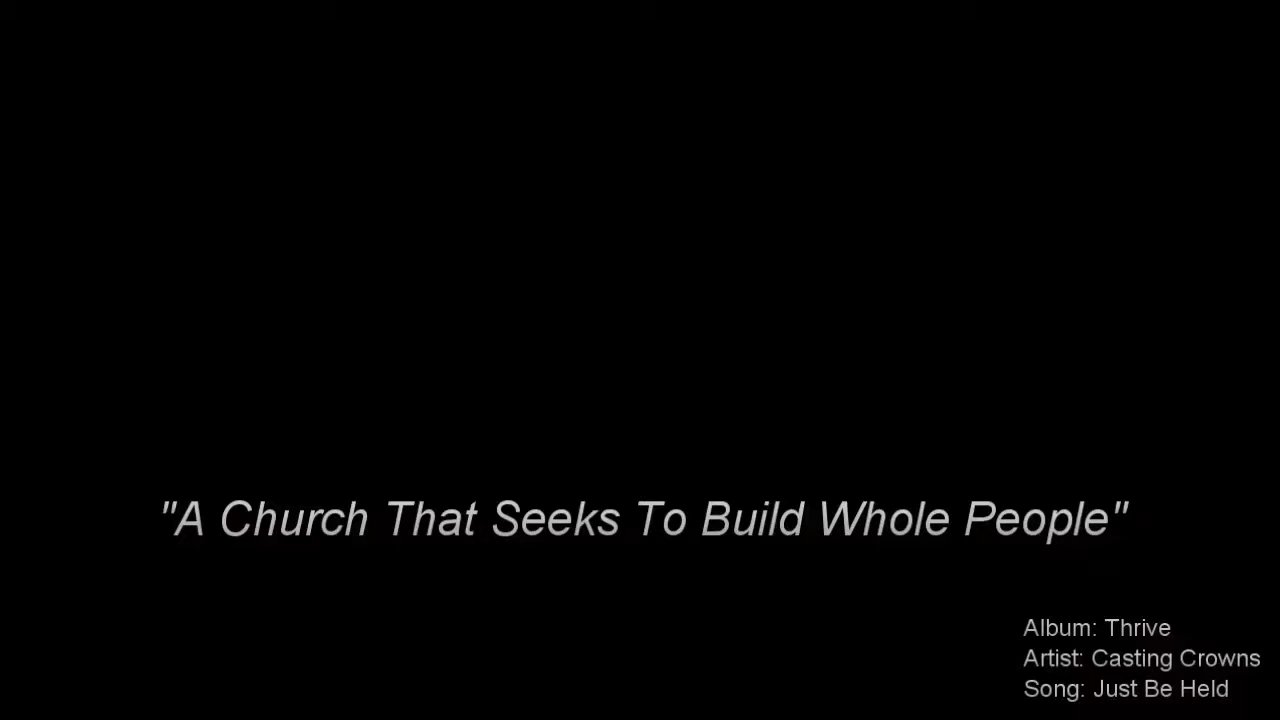 "A Church That Seeks To Build Whole People"
Album: Thrive
Artist: Casting Crowns
Song: Just Be Held